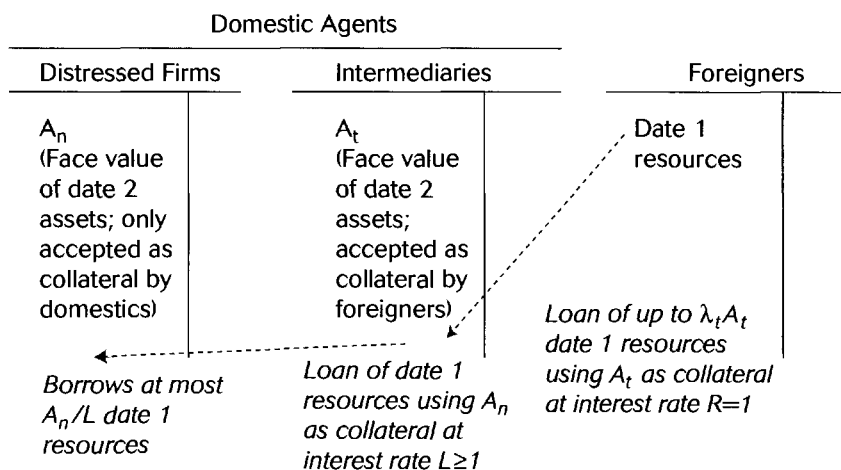 Domestic Agents
Distressed Firms
Intermediaries
Foreigners
A_n
(Face value
of date 2
assets; only
accepted as
collateral by
domestics)
A_t
(Face value
of date 2
assets;
accepted as
collateral by
foreigners)
Date 1
resources
Borrows at most
A_n/L date 1
resources
Loan of date 1
resources using A_n
as collateral at
interest rate L≥1
Loan of up to λ_tA_t
date 1 resources
using A_t as collateral
at interest rate R=1